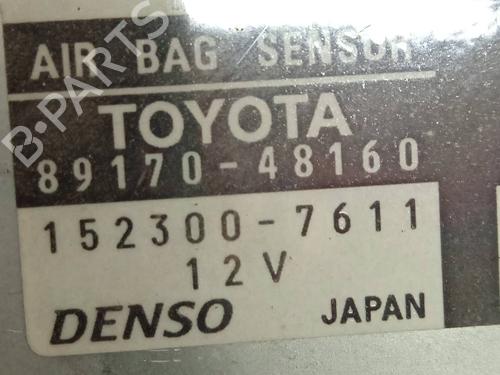 AIR BAG SENSOR
B-PARTS
TOYOTA
89170-48160
152300-7611
12V
DENSO JAPAN